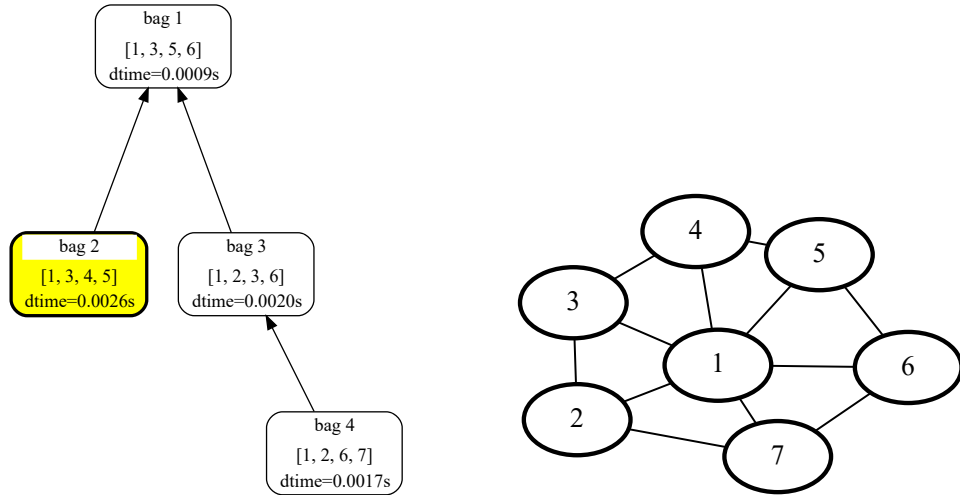 bag 1
[1, 3, 5, 6]
dtime=0.0009s
bag 2
[1, 3, 4, 5]
dtime=0.0026s
bag 3
[1, 2, 3, 6]
dtime=0.0020s
bag 4
[1, 2, 6, 7]
dtime=0.0017s
4
5
3
1
6
2
7